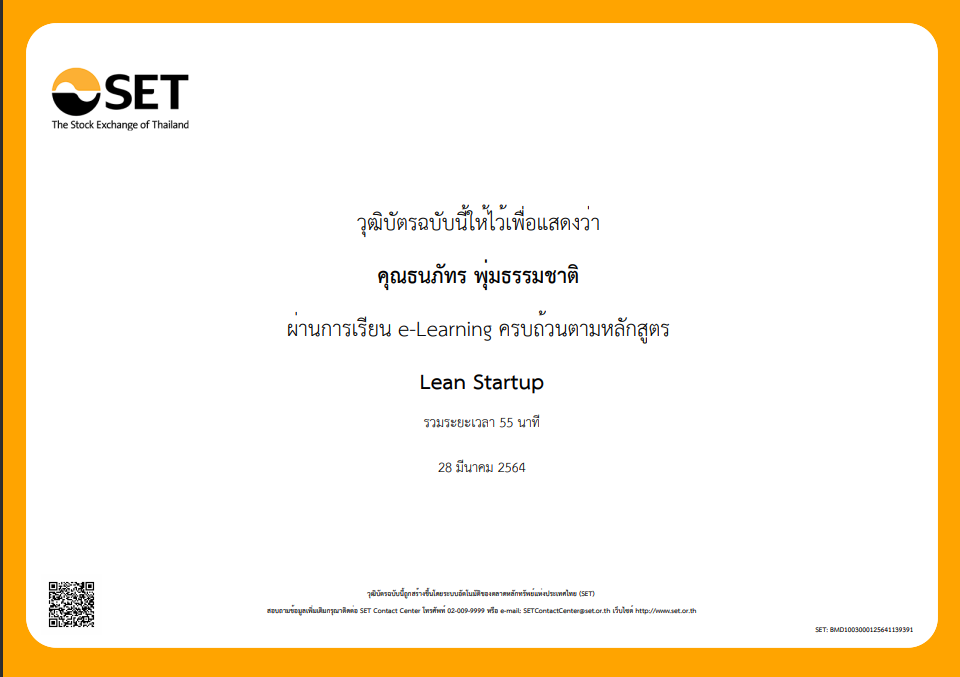 SET
The Stock Exchange of Thailand
วุฒิบัตรฉบับนี้ให้ไว้เพื่อแสดงว่า
คุณธนภัทร พุ่มธรรมชาติ
ผ่านการเรียน e-Learning ครบถ้วนตามหลักสูตร
Lean Startup
รวมระยะเวลา 55 นาที
28 มีนาคม 2564
วุฒิบัตรฉบับนี้ถูกสร้างขึ้นโดยระบบอัตโนมัติของตลาดหลักทรัพย์แห่งประเทศไทย (SET)
สอบถามข้อมูลเพิ่มเติมกรุณาติดต่อ SET Contact Center โทรศัพท์ 02-009-9999 หรือ e-mail: SETContactCenter@set.or.th เว็บไซต์ http://www.set.or.th
SET: BMD1003000125641139391